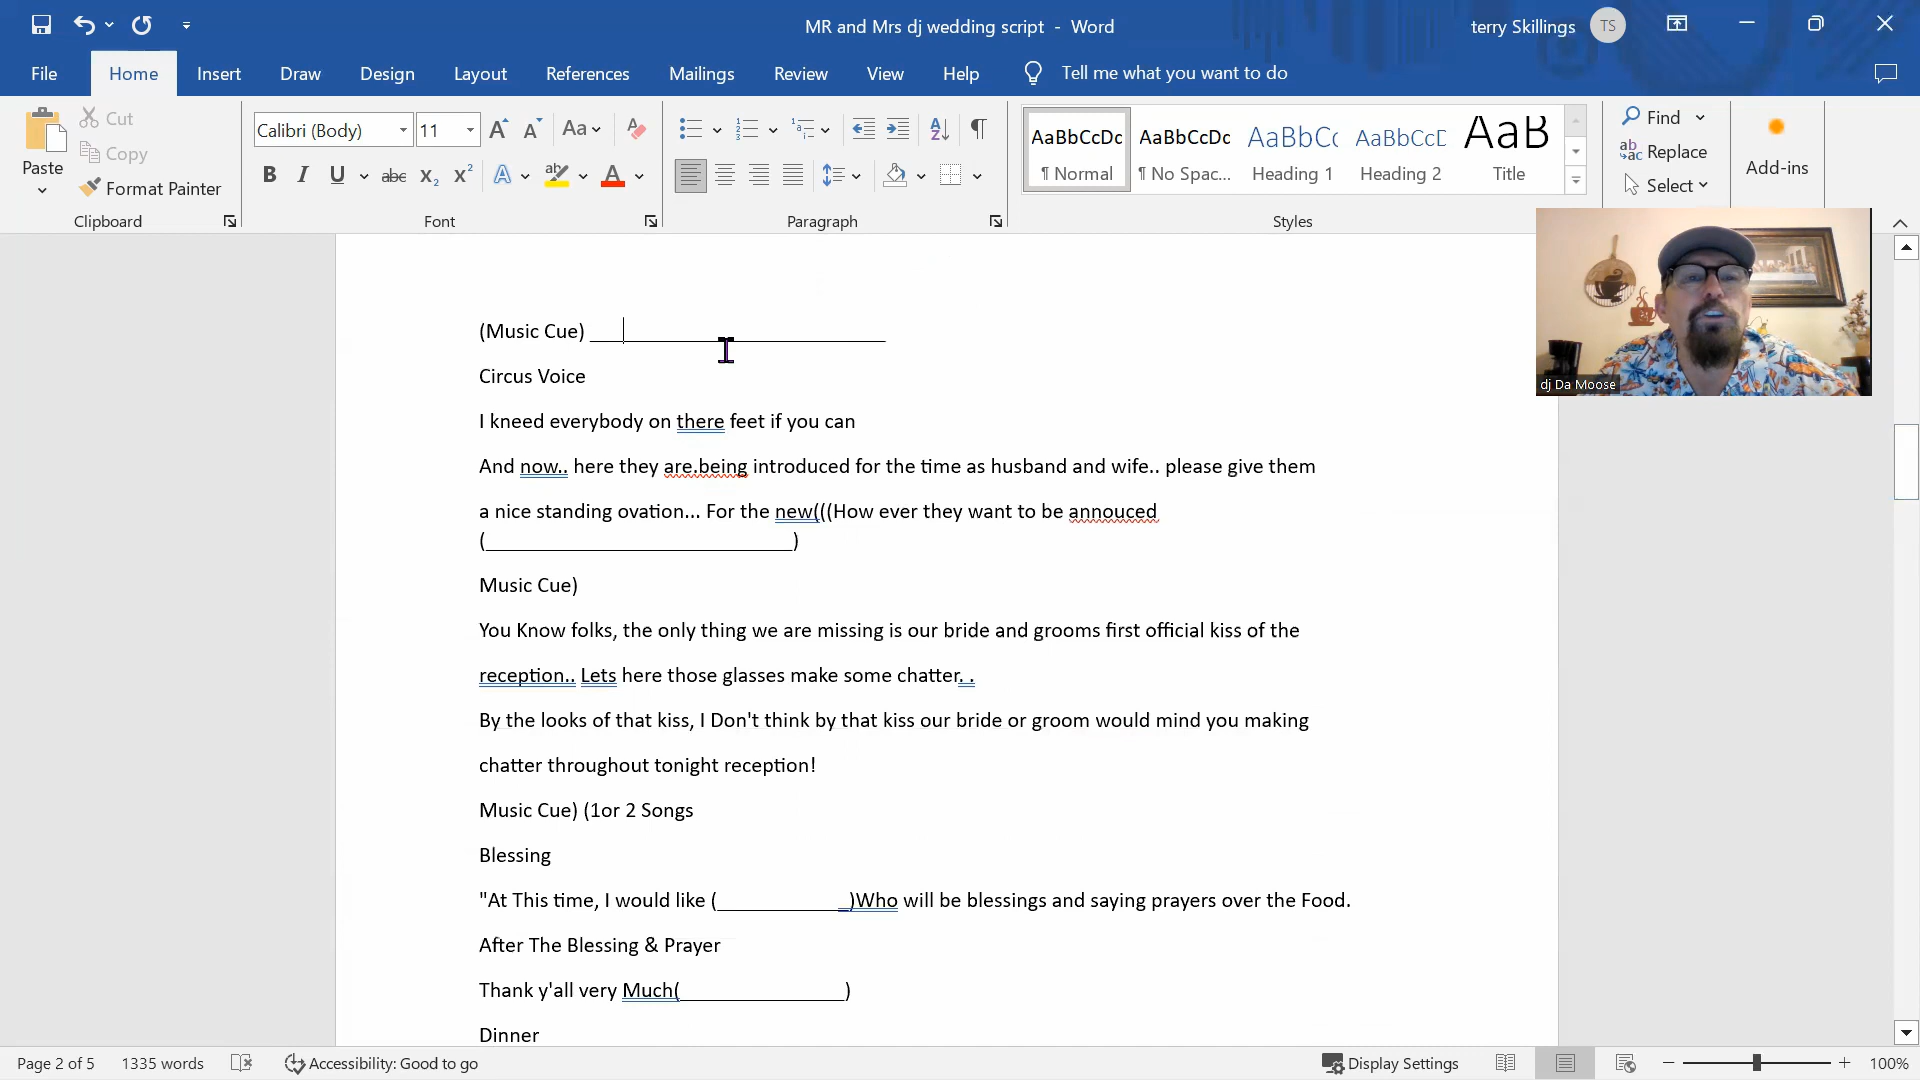 MR and Mrs dj wedding script - Word
terry Skillings
TS
File Home Insert Draw Design Layout References Mailings Review View Help Tell me what you want to do
Paste
Cut
Copy
Format Painter
Clipboard
Calibri (Body) 11
Font
Paragraph
AaBbCcDc AaBbCcDc AaBbCc AaBbCcD AaB
¶ Normal ¶ No Spac... Heading 1 Heading 2 Title
Styles
Find
Replace
Select
Add-ins
dj Da Moose
(Music Cue) ___________________________
Circus Voice
I kneed everybody on there feet if you can
And now.. here they are.being introduced for the time as husband and wife.. please give them
a nice standing ovation... For the new(((How ever they want to be annouced
(____________________________)
Music Cue)
You Know folks, the only thing we are missing is our bride and grooms first official kiss of the
reception.. Lets here those glasses make some chatter. .
By the looks of that kiss, I Don't think by that kiss our bride or groom would mind you making
chatter throughout tonight reception!
Music Cue) (1or 2 Songs
Blessing
"At This time, I would like (____________)Who will be blessings and saying prayers over the Food.
After The Blessing & Prayer
Thank y'all very Much(_______________)
Dinner
Page 2 of 5 1335 words Accessibility: Good to go Display Settings 100%